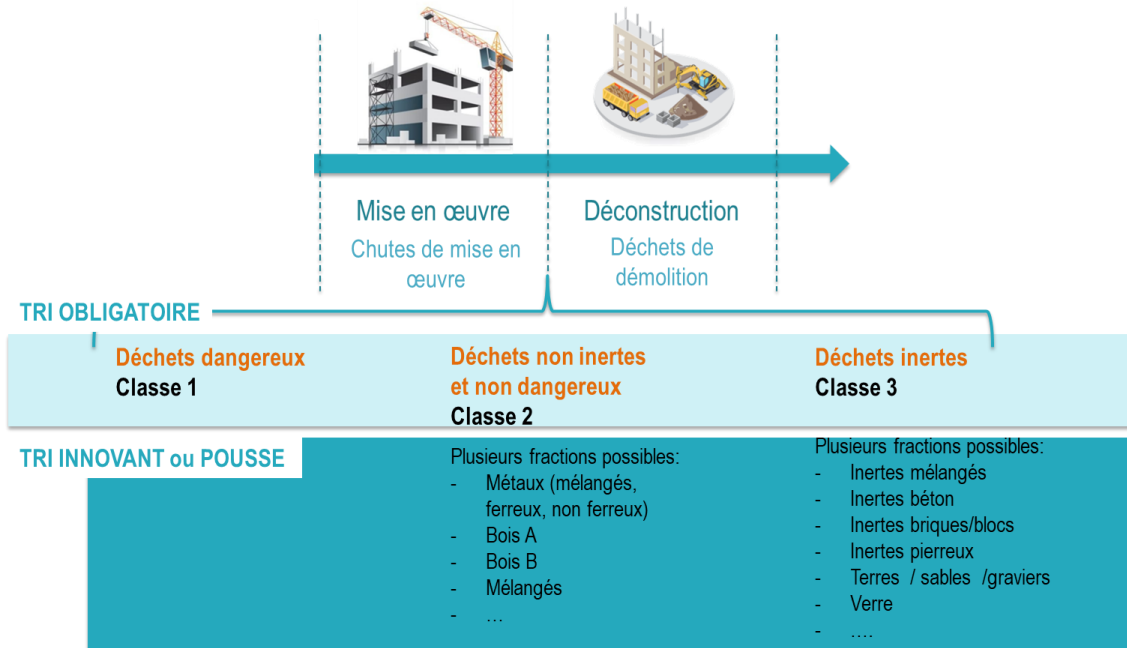 Mise en œuvre
Chutes de mise en
œuvre
Déconstruction
Déchets de
démolition
TRI OBLIGATOIRE
Déchets dangereux
Classe 1
Déchets non inertes
et non dangereux
Classe 2
Déchets inertes
Classe 3
TRI INNOVANT ou POUSSE
Plusieurs fractions possibles:
- Métaux (mélangés,
ferreux, non ferreux)
- Bois A
- Bois B
- Mélangés
- …
Plusieurs fractions possibles:
- Inertes mélangés
- Inertes béton
- Inertes briques/blocs
- Inertes pierreux
- Terres / sables /graviers
- Verre
- ….